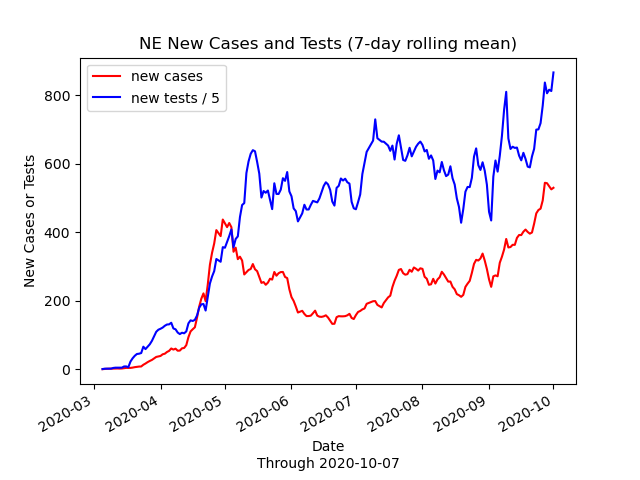 NE New Cases and Tests (7-day rolling mean)
new cases
new tests / 5
New Cases or Tests
800
600
400
200
0
2020-03
2020-04
2020-05
2020-06
2020-07
2020-08
2020-09
2020-10
Date
Through 2020-10-07